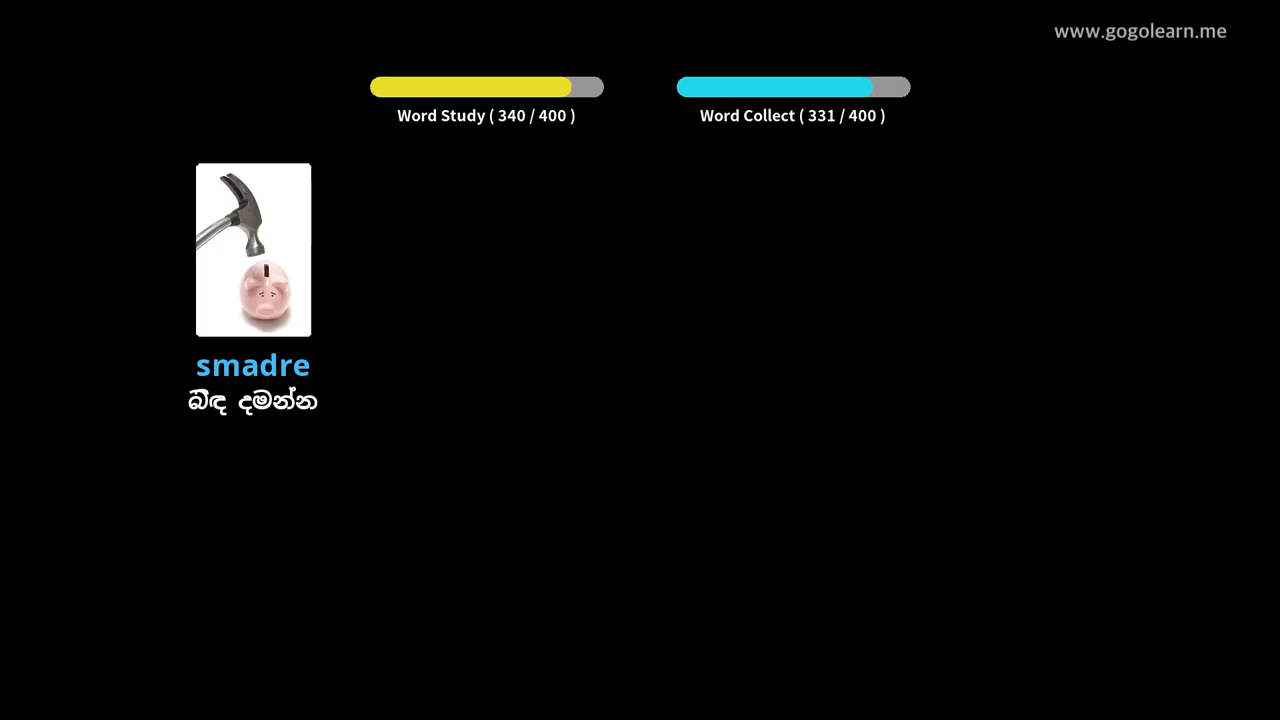 www.gogolearn.me
Word Study ( 340 / 400 )
Word Collect ( 331 / 400 )
smadre
බිඳ දමන්න